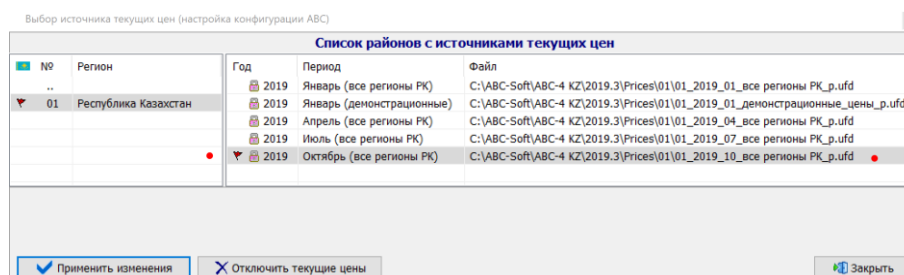 Выбор источника текущих цен (настройка конфигурации ABC)
Список районов с источниками текущих цен
№ Регион Год Период Файл
.. 2019 Январь (все регионы РК) C:\ABC-Soft\ABC-4 KZ\2019.3\Prices\01\01_2019_01_все регионы РК_p.ufd
01 Республика Казахстан 2019 Январь (демонстрационные) C:\ABC-Soft\ABC-4 KZ\2019.3\Prices\01\01_2019_01_демонстрационные_цены_p.ufd
2019 Апрель (все регионы РК) C:\ABC-Soft\ABC-4 KZ\2019.3\Prices\01\01_2019_04_все регионы РК_p.ufd
2019 Июль (все регионы РК) C:\ABC-Soft\ABC-4 KZ\2019.3\Prices\01\01_2019_07_все регионы РК_p.ufd
2019 Октябрь (все регионы РК) C:\ABC-Soft\ABC-4 KZ\2019.3\Prices\01\01_2019_10_все регионы РК_p.ufd
Применить изменения Отключить текущие цены Закрыть